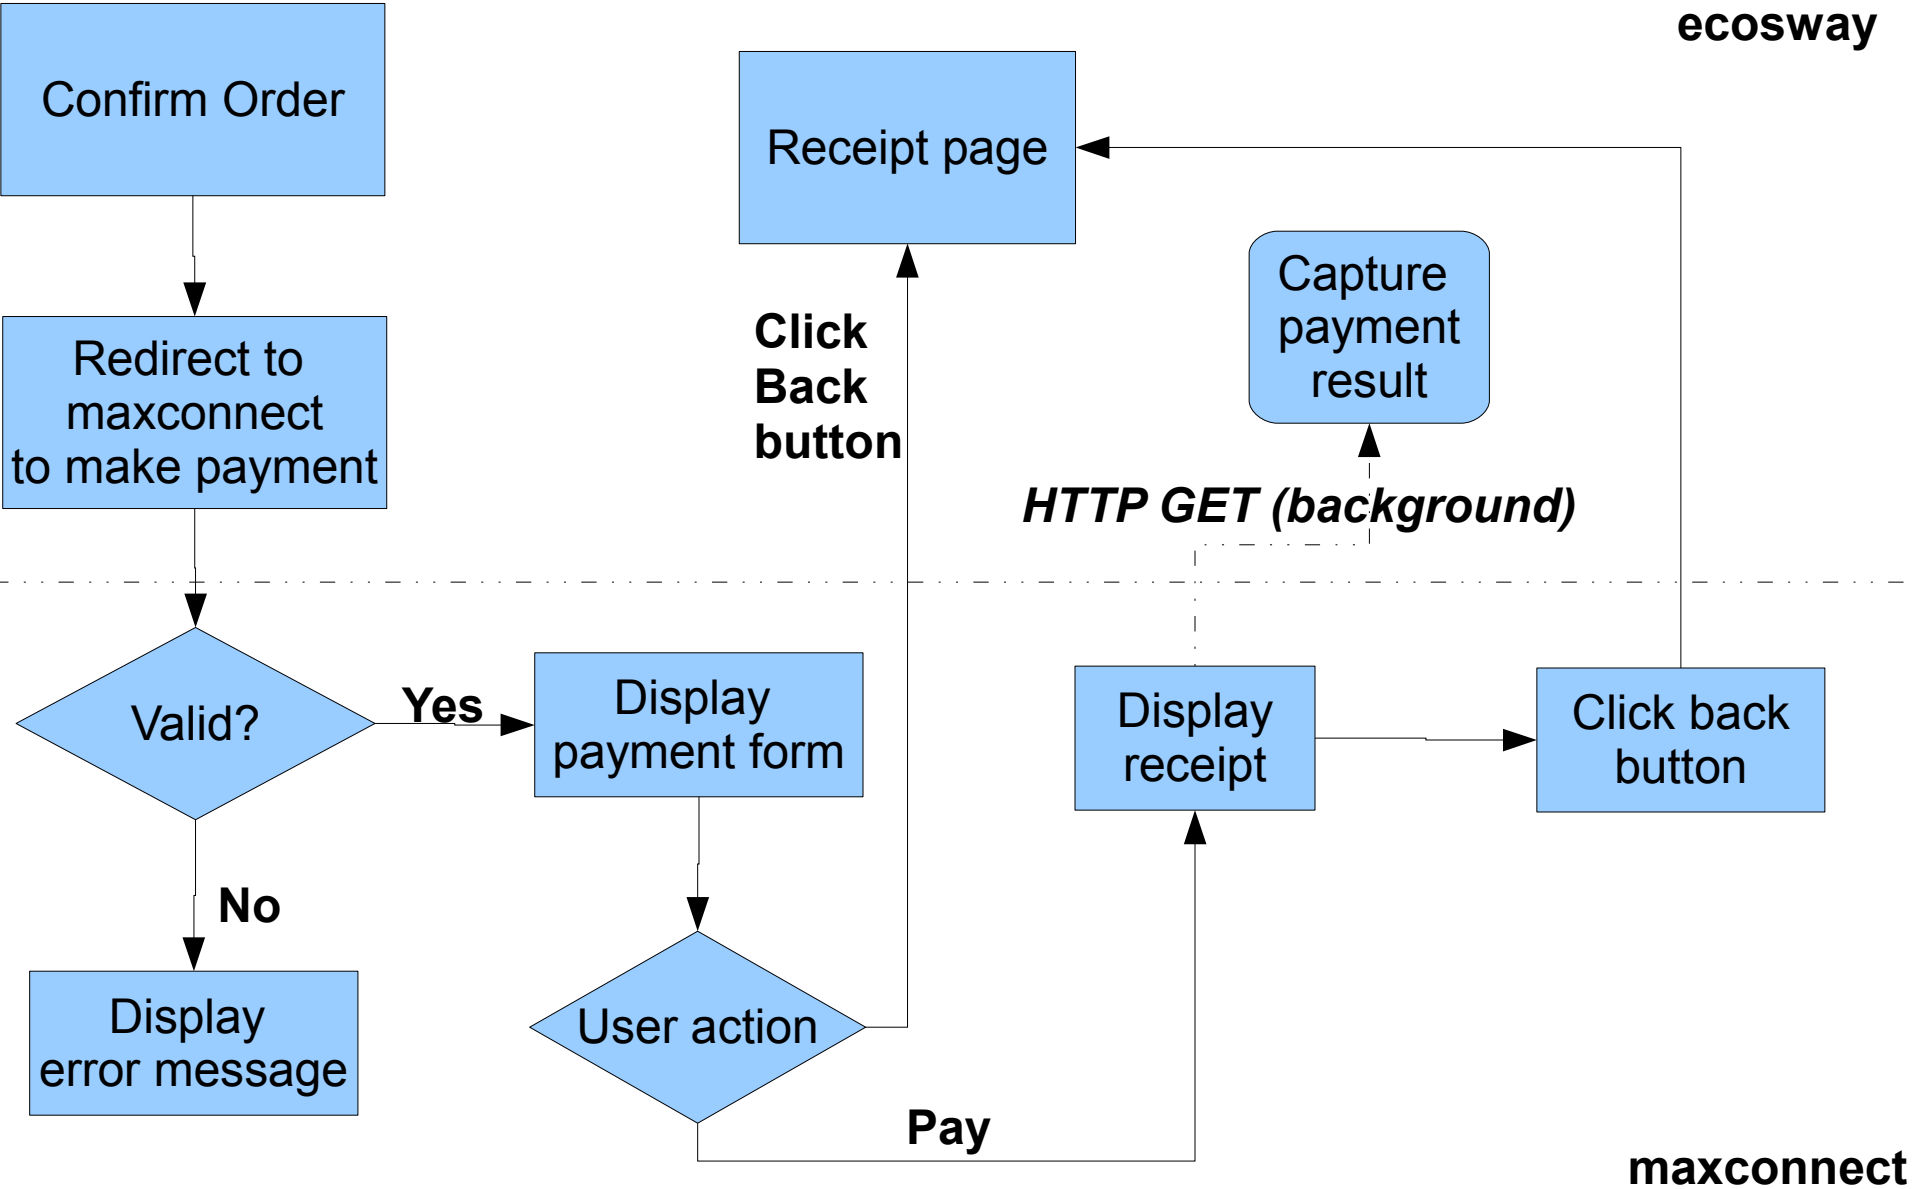 ecosway
Confirm Order
Receipt page
Capture
payment
result
Click
Back
button
Redirect to
maxconnect
to make payment
HTTP GET (background)
Valid?
Yes
Display
payment form
Display
receipt
Click back
button
No
Display
error message
User action
Pay
maxconnect